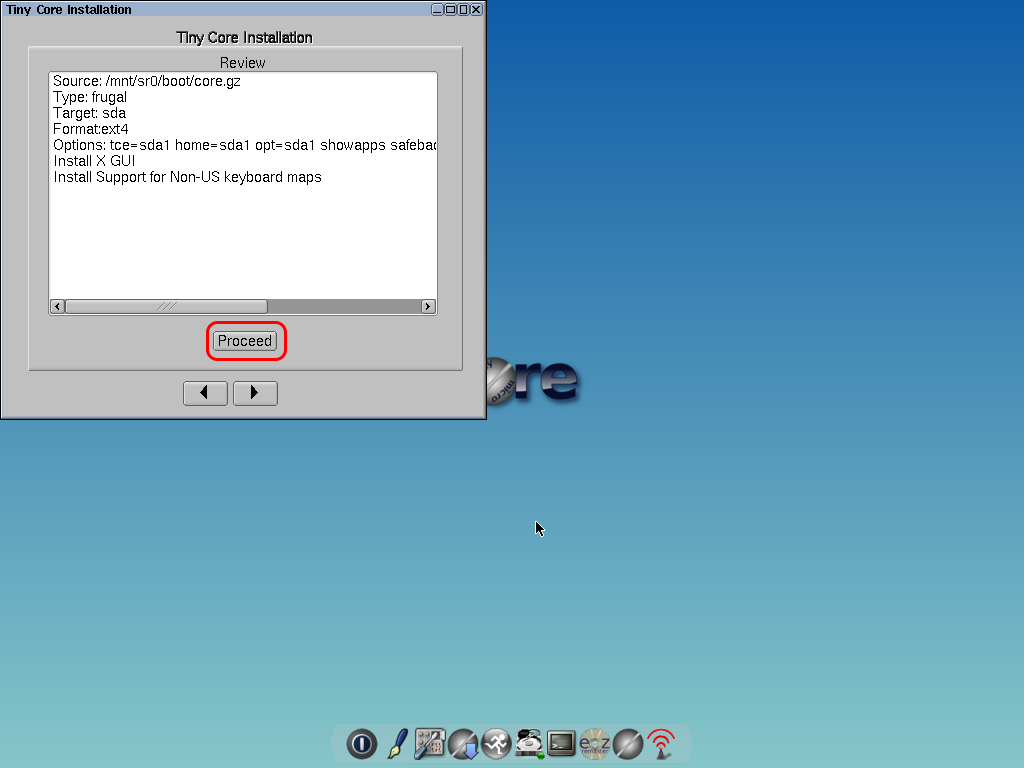 Tiny Core Installation
Tiny Core Installation
Review
Source: /mnt/sr0/boot/core.gz
Type: frugal
Target: sda
Format:ext4
Options: tce=sda1 home=sda1 opt=sda1 showapps safebac
Install X GUI
Install Support for Non-US keyboard maps
Proceed
micro
re
ezremaster